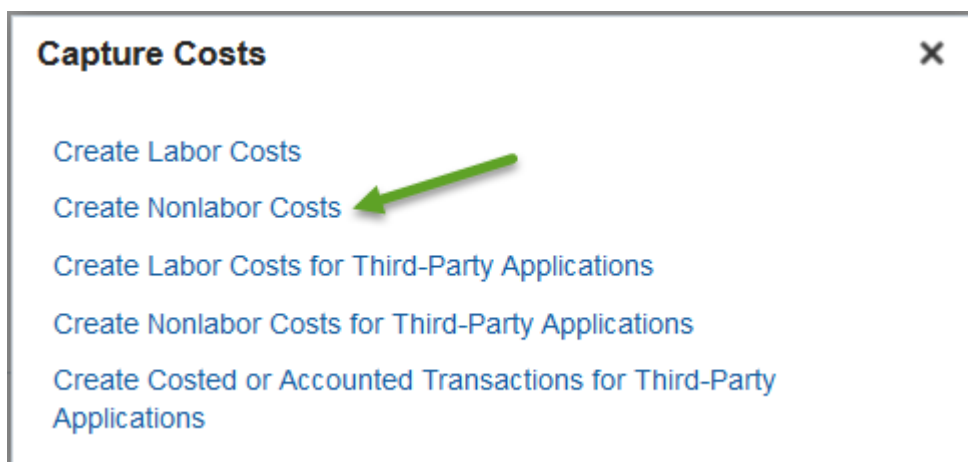 Capture Costs
Create Labor Costs
Create Nonlabor Costs
Create Labor Costs for Third-Party Applications
Create Nonlabor Costs for Third-Party Applications
Create Costed or Accounted Transactions for Third-Party
Applications